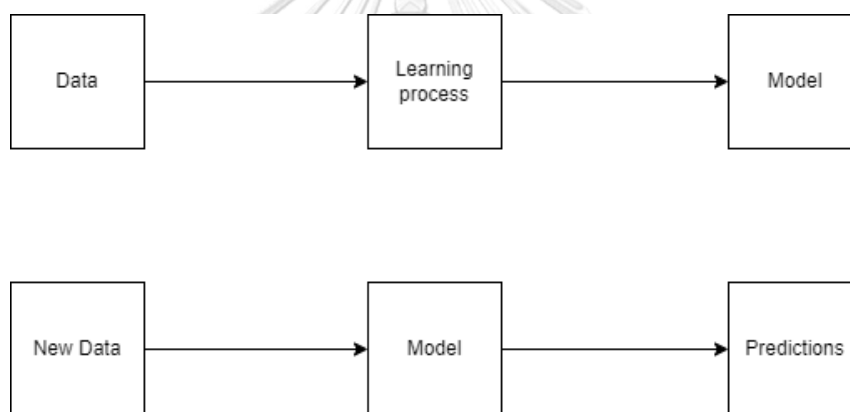 Data
Learning
process
Model
New Data
Model
Predictions